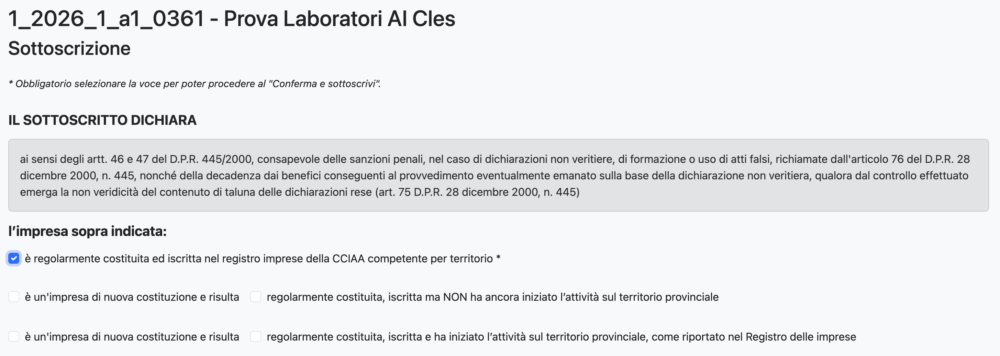 1_2026_1_a1_0361 - Prova Laboratori AI Cles
Sottoscrizione
* Obbligatorio selezionare la voce per poter procedere al "Conferma e sottoscrivi".
IL SOTTOSCRITTO DICHIARA
ai sensi degli artt. 46 e 47 del D.P.R. 445/2000, consapevole delle sanzioni penali, nel caso di dichiarazioni non veritiere, di formazione o uso di atti falsi, richiamate dall'articolo 76 del D.P.R. 28
dicembre 2000, n. 445, nonché della decadenza dai benefici conseguenti al provvedimento eventualmente emanato sulla base della dichiarazione non veritiera, qualora dal controllo effettuato
emerga la non veridicità del contenuto di taluna delle dichiarazioni rese (art. 75 D.P.R. 28 dicembre 2000, n. 445)
l’impresa sopra indicata:
è regolarmente costituita ed iscritta nel registro imprese della CCIAA competente per territorio *
è un'impresa di nuova costituzione e risulta regolarmente costituita, iscritta ma NON ha ancora iniziato l’attività sul territorio provinciale
è un'impresa di nuova costituzione e risulta regolarmente costituita, iscritta e ha iniziato l’attività sul territorio provinciale, come riportato nel Registro delle imprese